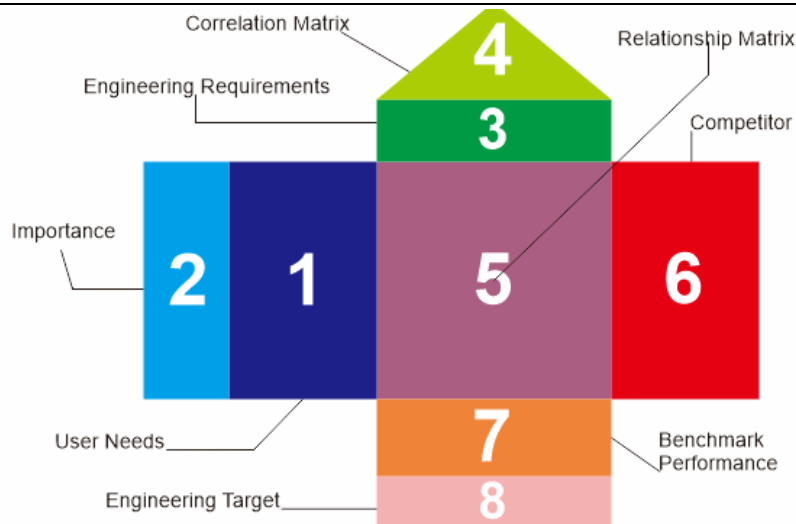 Correlation Matrix
4
Relationship Matrix
Engineering Requirements
3
Competitor
Importance
2
1
5
6
User Needs
7
Benchmark
Performance
Engineering Target
8